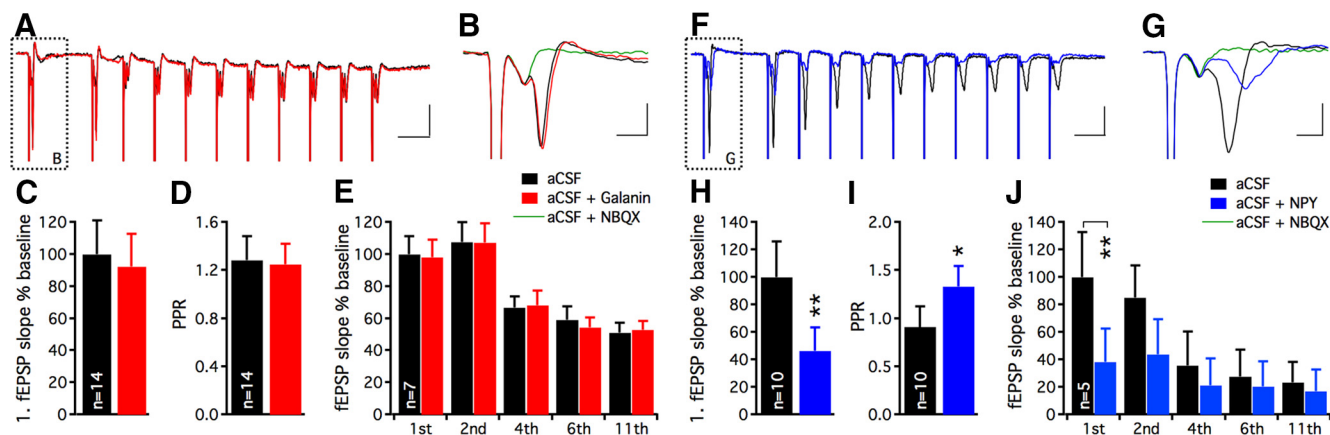 A
B
F
G
B
G
C
D
E
aCSF
aCSF + Galanin
aCSF + NBQX
H
I
J
aCSF
aCSF + NPY
aCSF + NBQX
1. fEPSP slope % baseline
120
100
80
60
40
20
0
n=14
PPR
1.6
1.2
0.8
0.4
0.0
n=14
fEPSP slope % baseline
120
100
80
60
40
20
0
n=7
1st 2nd 4th 6th 11th
1. fEPSP slope % baseline
140
120
100
80
60
40
20
0
n=10
**
PPR
2.0
1.5
1.0
0.5
0.0
n=10
*
fEPSP slope % baseline
140
120
100
80
60
40
20
0
n=5
**
1st 2nd 4th 6th 11th